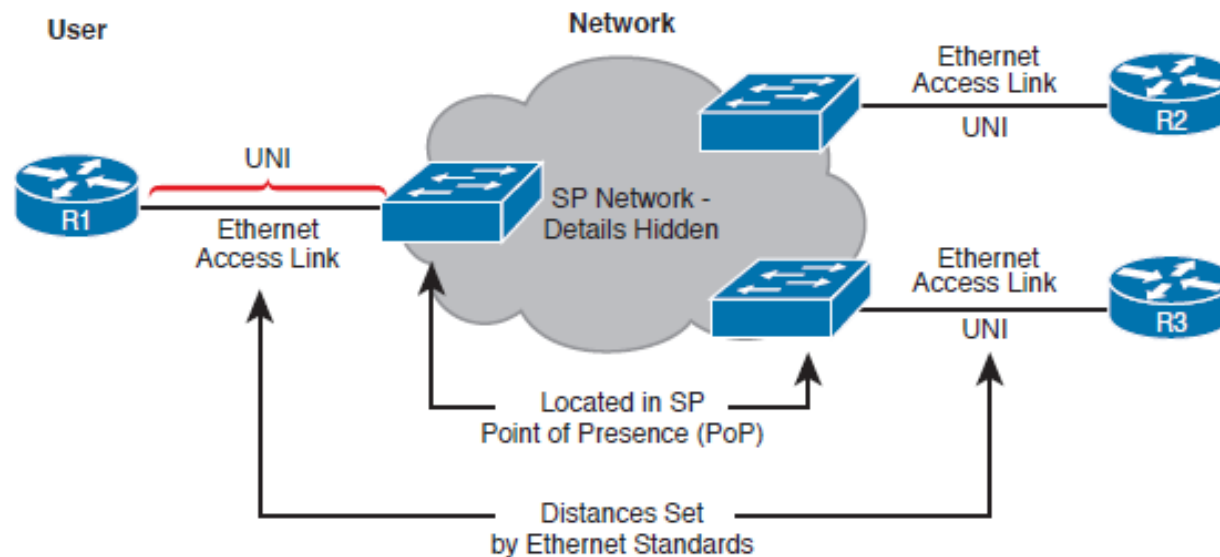 User
Network
UNI
Ethernet
Access Link
R1
SP Network -
Details Hidden
Ethernet
Access Link
UNI
R2
Ethernet
Access Link
UNI
R3
Located in SP
Point of Presence (PoP)
Distances Set
by Ethernet Standards